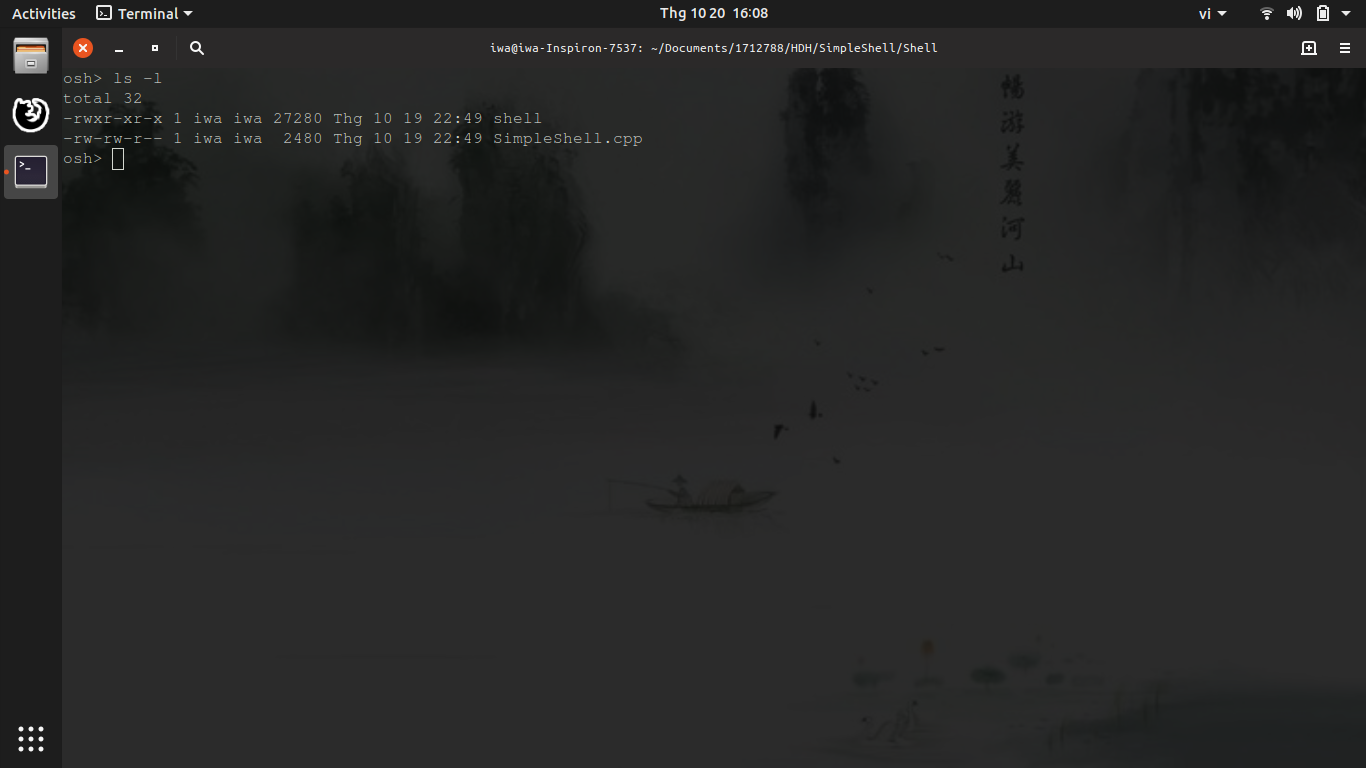 Activities
Terminal
Thg 10 20 16:08
vi
iwa@iwa-Inspiron-7537: ~/Documents/1712788/HDH/SimpleShell/Shell
osh> ls -l
total 32
-rwxr-xr-x 1 iwa iwa 27280 Thg 10 19 22:49 shell
-rw-rw-r-- 1 iwa iwa  2480 Thg 10 19 22:49 SimpleShell.cpp
osh>
暢游美麗河山